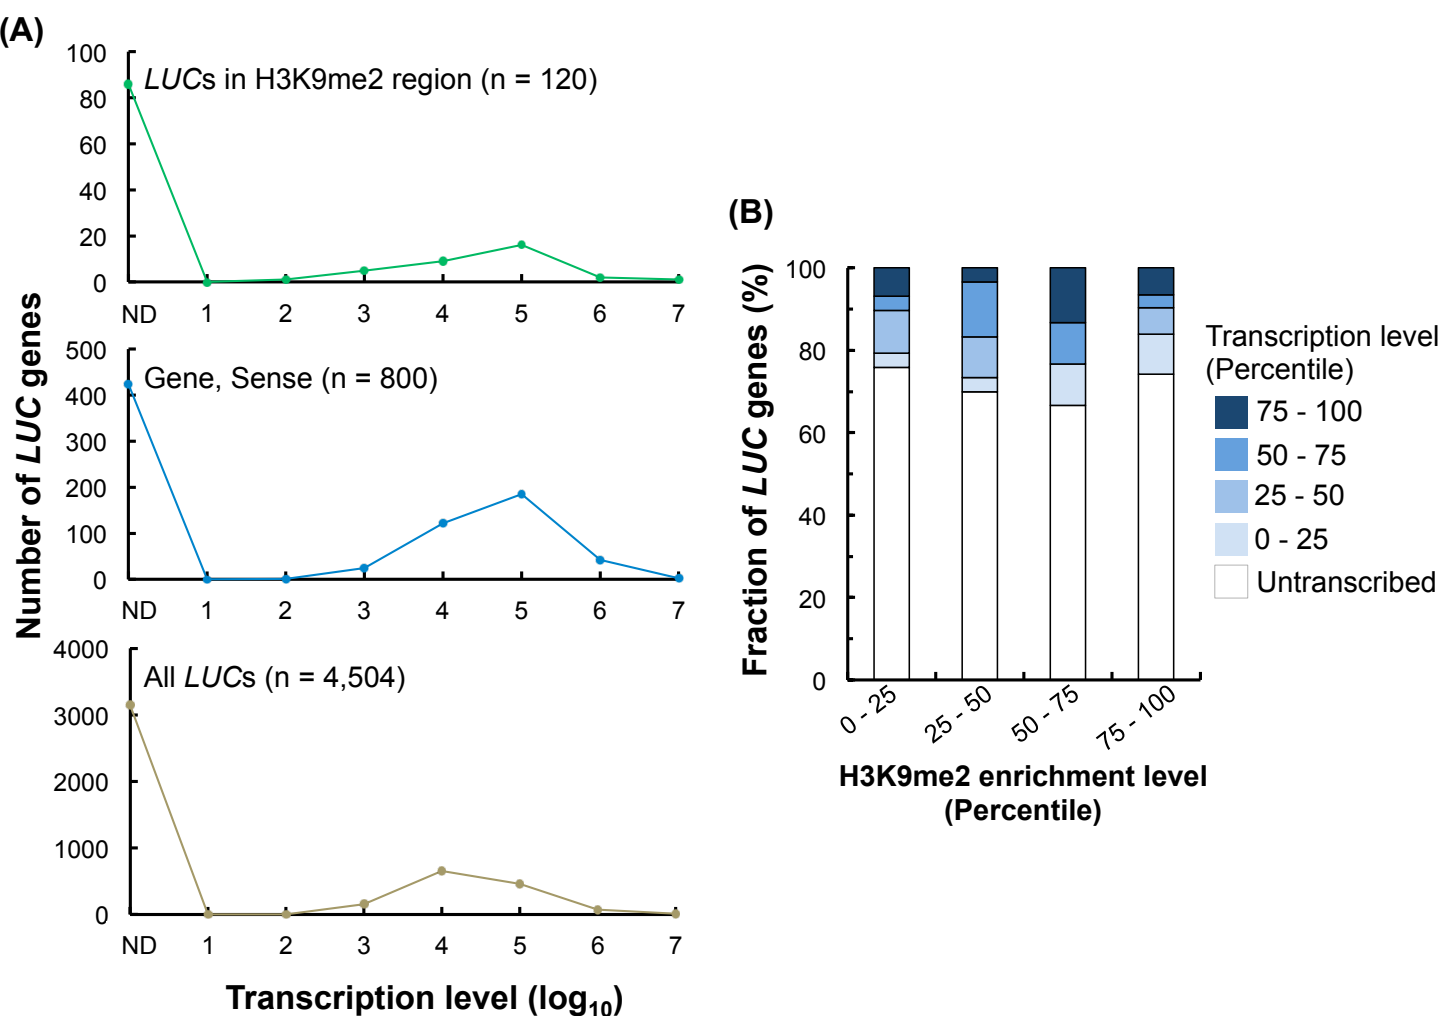 (A)
100
80
60
40
20
0
LUCs in H3K9me2 region (n = 120)
ND 1 2 3 4 5 6 7
500
400
300
200
100
0
Gene, Sense (n = 800)
ND 1 2 3 4 5 6 7
4000
3000
2000
1000
0
All LUCs (n = 4,504)
ND 1 2 3 4 5 6 7
Number of LUC genes
Transcription level (log10)
(B)
100
80
60
40
20
0
Fraction of LUC genes (%)
0 - 25
25 - 50
50 - 75
75 - 100
H3K9me2 enrichment level
(Percentile)
Transcription level
(Percentile)
75 - 100
50 - 75
25 - 50
0 - 25
Untranscribed